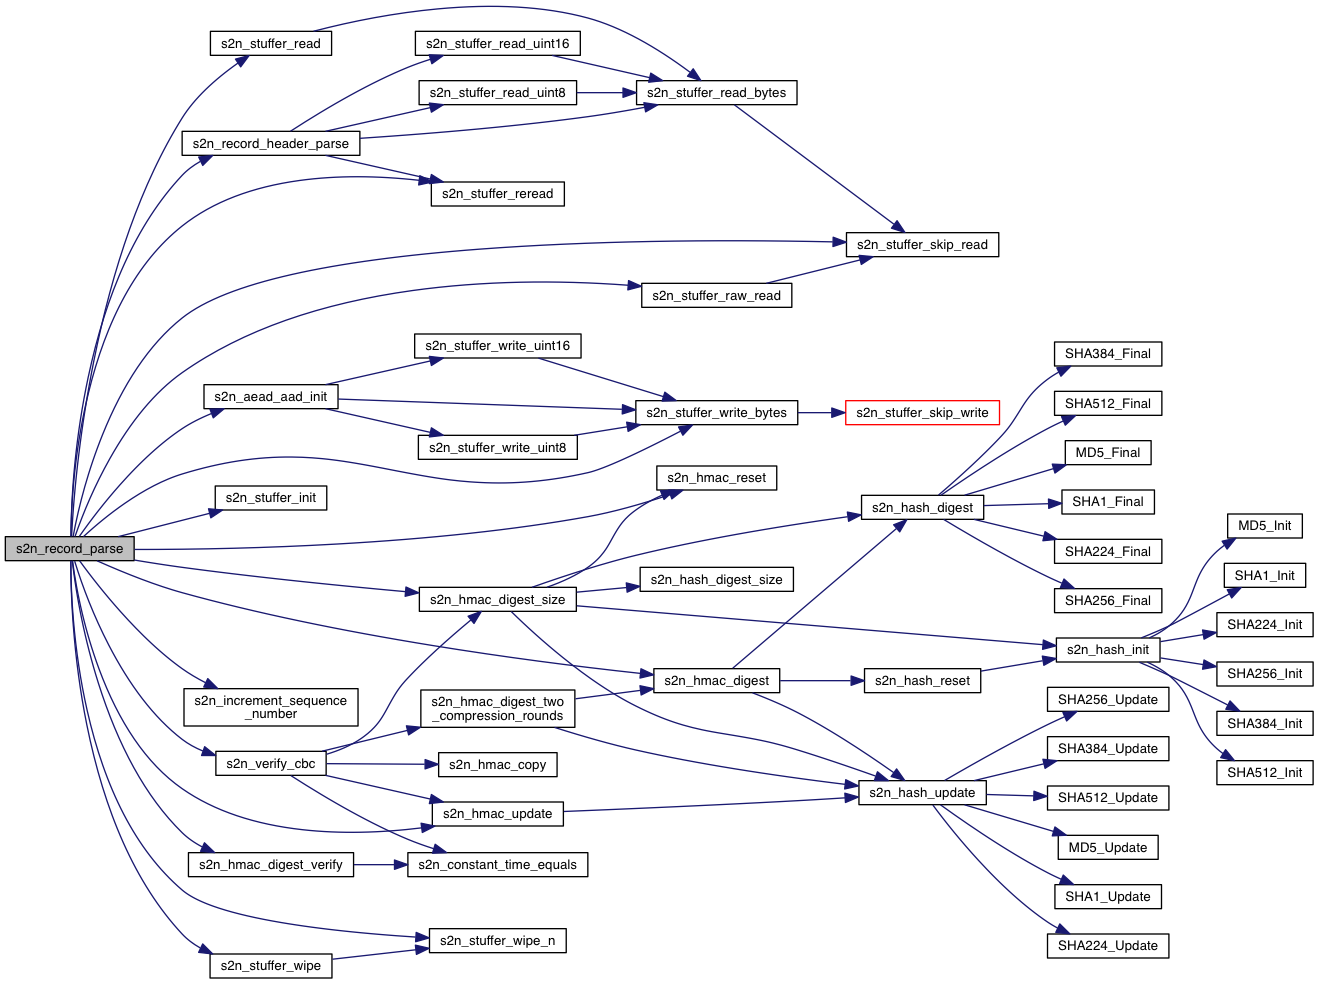 s2n_stuffer_read
s2n_stuffer_read_uint16
s2n_stuffer_read_uint8
s2n_stuffer_read_bytes
s2n_record_header_parse
s2n_stuffer_reread
s2n_stuffer_skip_read
s2n_stuffer_raw_read
s2n_stuffer_write_uint16
s2n_aead_aad_init
s2n_stuffer_write_bytes
s2n_stuffer_skip_write
s2n_stuffer_write_uint8
s2n_hmac_reset
s2n_stuffer_init
s2n_record_parse
s2n_hash_digest
SHA384_Final
SHA512_Final
MD5_Final
SHA1_Final
SHA224_Final
SHA256_Final
s2n_hash_digest_size
s2n_hmac_digest_size
s2n_hash_init
MD5_Init
SHA1_Init
SHA224_Init
SHA256_Init
SHA384_Init
SHA512_Init
s2n_hmac_digest
s2n_hash_reset
s2n_increment_sequence
_number
s2n_hmac_digest_two
_compression_rounds
s2n_verify_cbc
s2n_hmac_copy
s2n_hmac_update
s2n_hash_update
SHA256_Update
SHA384_Update
SHA512_Update
MD5_Update
SHA1_Update
SHA224_Update
s2n_hmac_digest_verify
s2n_constant_time_equals
s2n_stuffer_wipe_n
s2n_stuffer_wipe